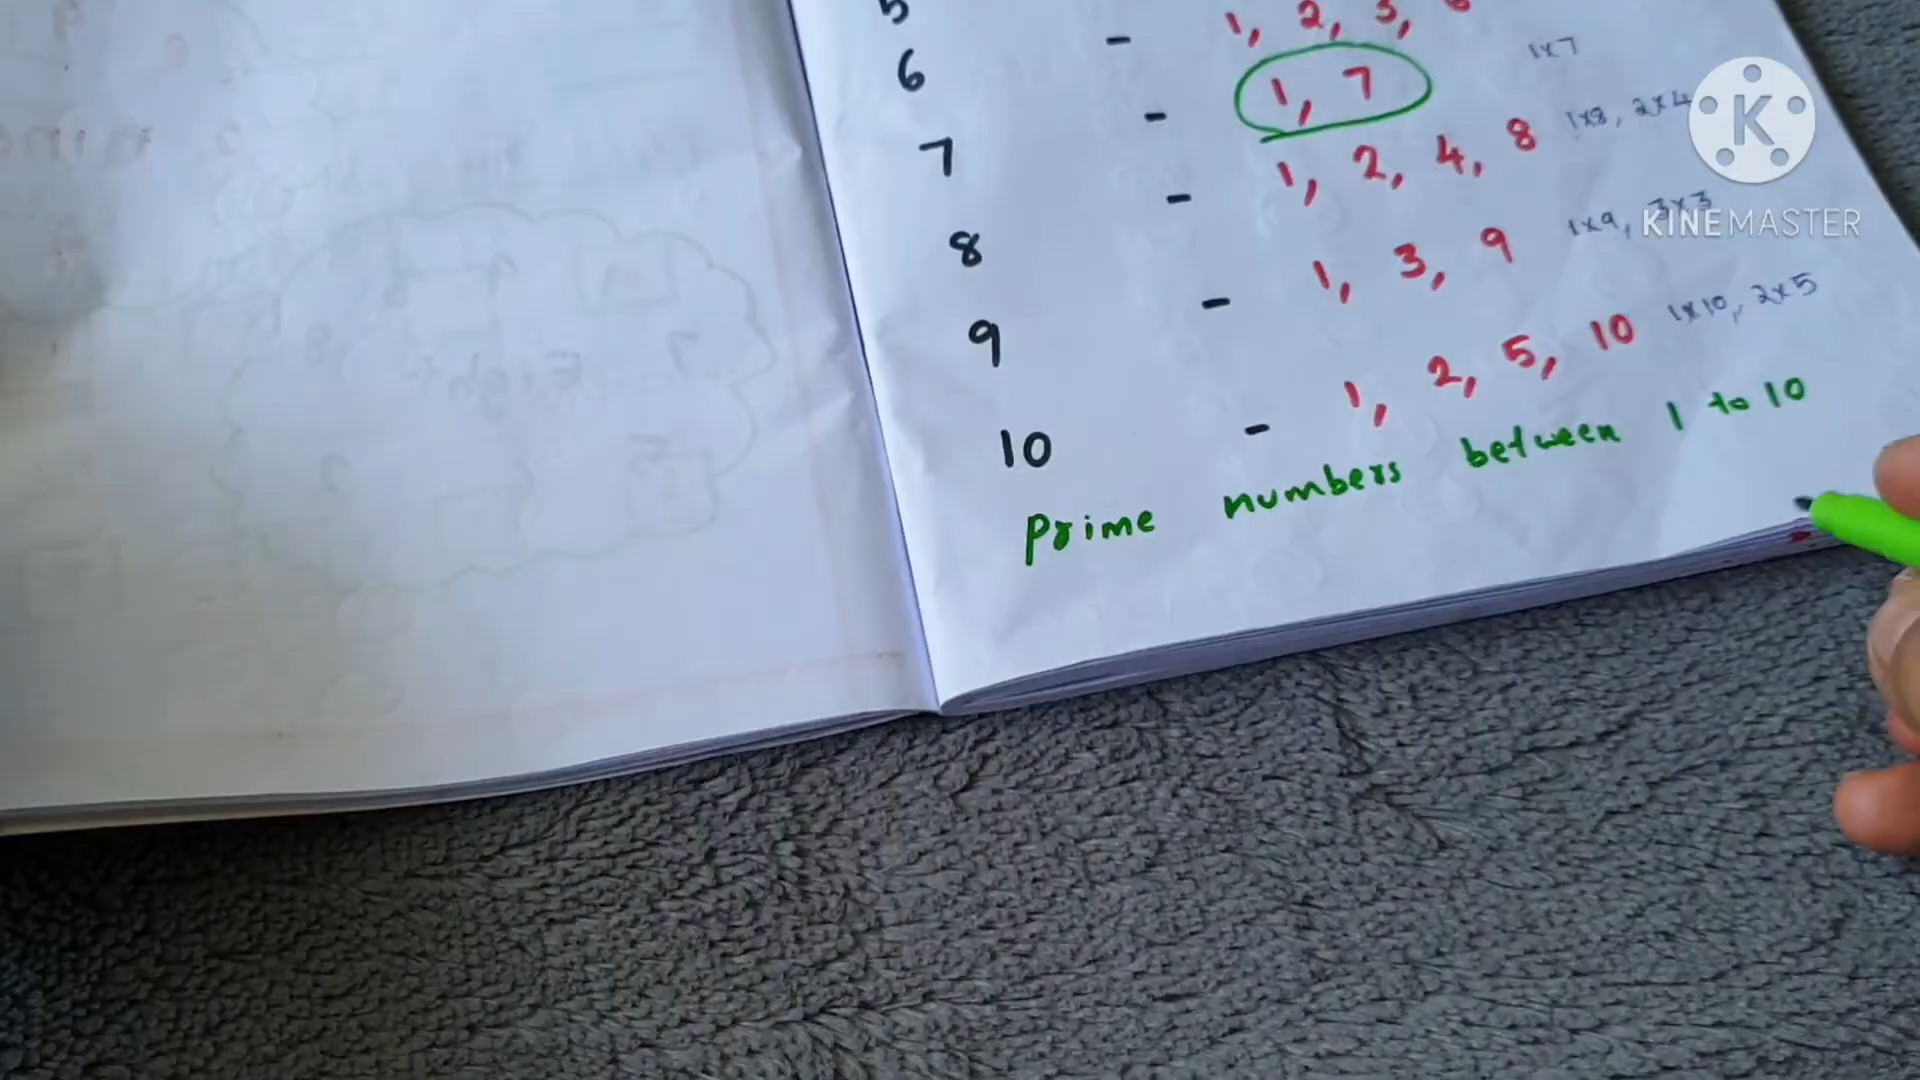 5
6 - 1, 2, 3, 6
7 - 1, 7 1x7
8 - 1, 2, 4, 8 1x8, 2x4
9 - 1, 3, 9 1x9, 3x3
10 - 1, 2, 5, 10 1x10, 2x5
Prime numbers between 1 to 10
K
KINEMASTER